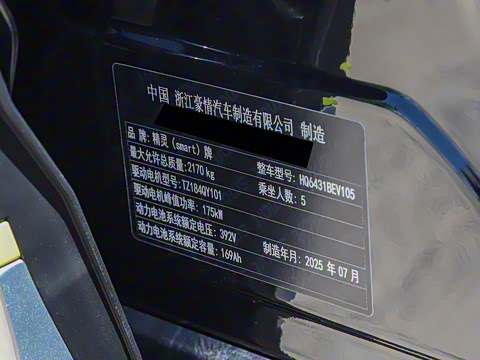 中国 浙江豪情汽车制造有限公司 制造
品 牌:精灵(smart)牌 整车型号:HQ6431BEV105
最大允许总质量:2170 kg 乘坐人数:5
驱动电机型号:TZ184QY101
驱动电机峰值功率:175kW
动力电池系统额定电压:392V
动力电池系统额定容量:169Ah 制造年月:2025 年 07 月